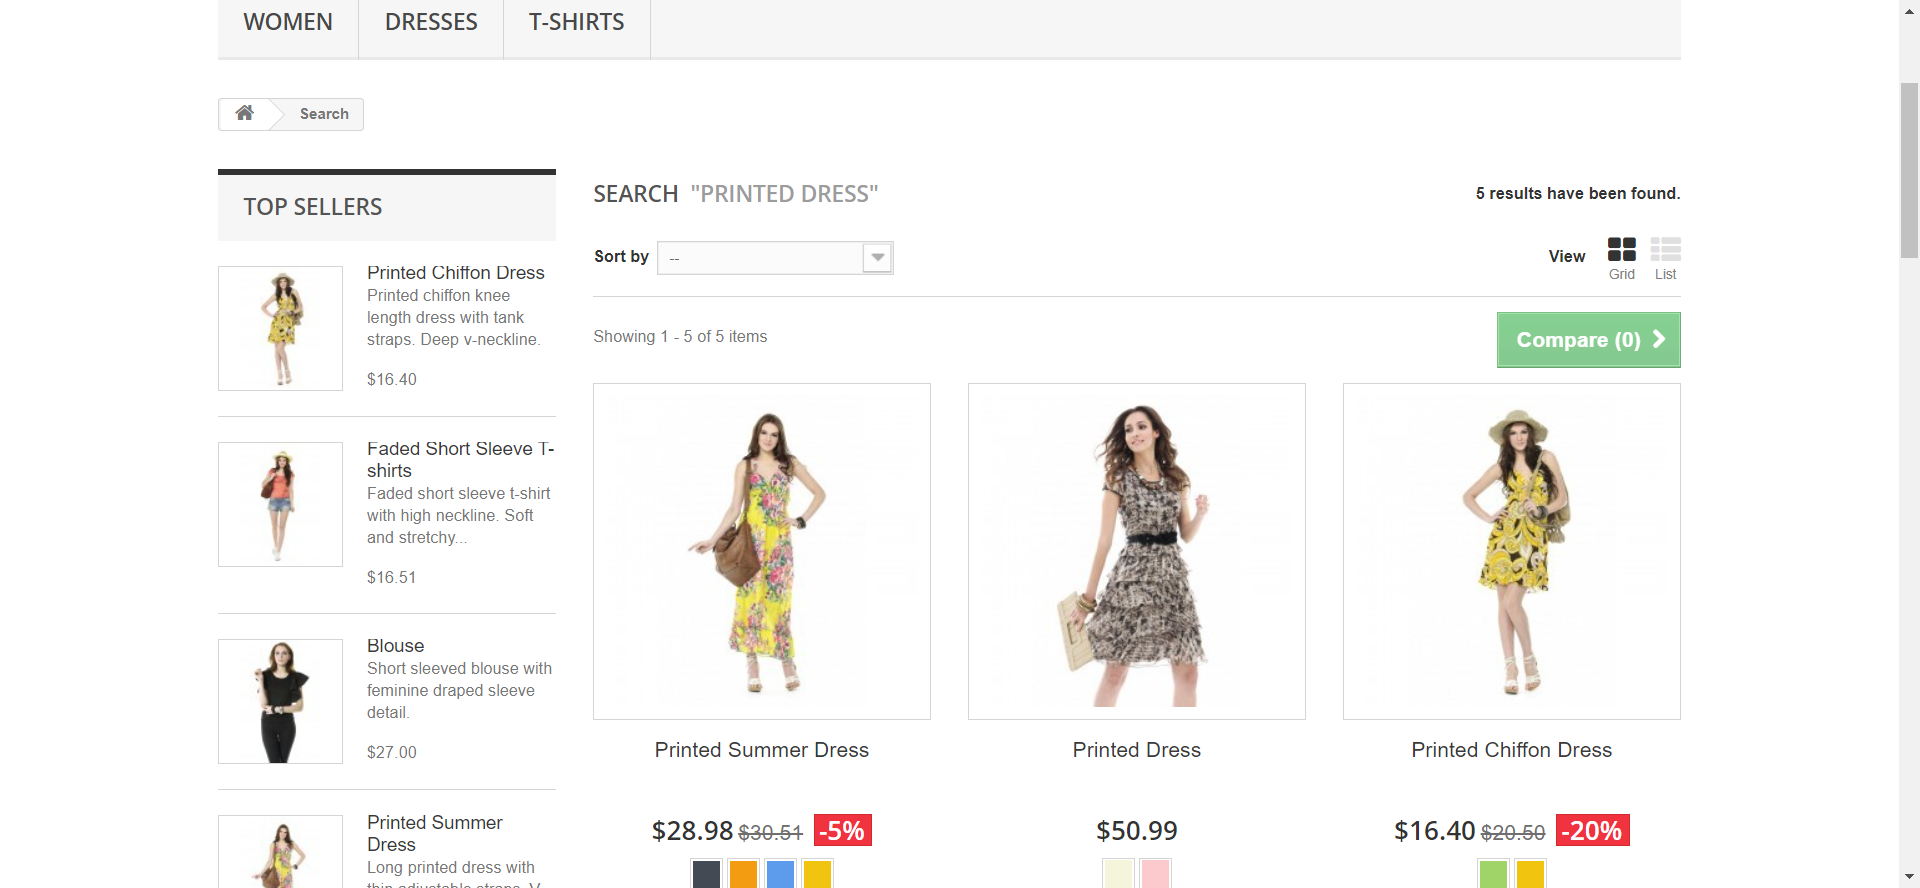 WOMEN
DRESSES
T-SHIRTS
Search
TOP SELLERS
Printed Chiffon Dress
Printed chiffon knee
length dress with tank
straps. Deep v-neckline.
$16.40
Faded Short Sleeve T-
shirts
Faded short sleeve t-shirt
with high neckline. Soft
and stretchy...
$16.51
Blouse
Short sleeved blouse with
feminine draped sleeve
detail.
$27.00
Printed Summer
Dress
Long printed dress with
thin adjustable straps. V-
SEARCH "PRINTED DRESS"
5 results have been found.
Sort by
--
View
Grid
List
Showing 1 - 5 of 5 items
Compare (0)
Printed Summer Dress
$28.98 $30.51 -5%
Printed Dress
$50.99
Printed Chiffon Dress
$16.40 $20.50 -20%